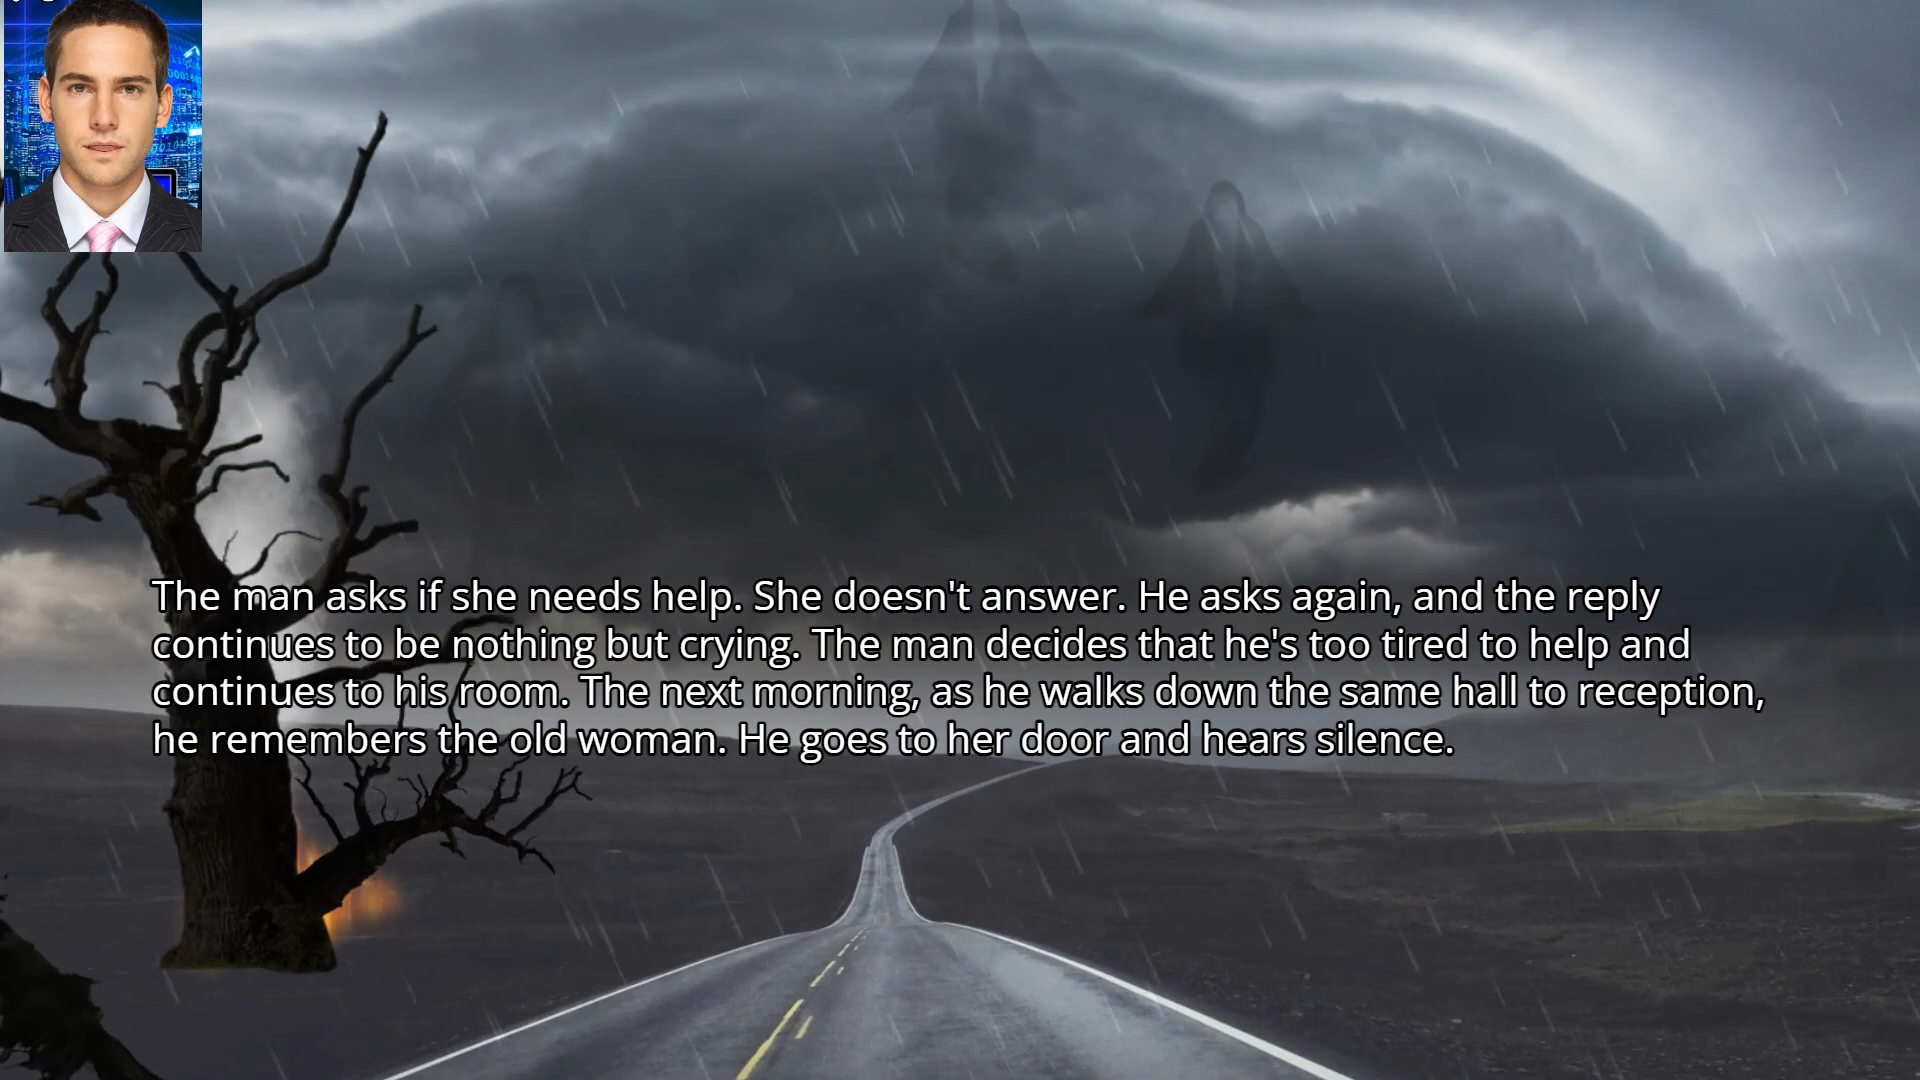 The man asks if she needs help. She doesn't answer. He asks again, and the reply
continues to be nothing but crying. The man decides that he's too tired to help and
continues to his room. The next morning, as he walks down the same hall to reception,
he remembers the old woman. He goes to her door and hears silence.